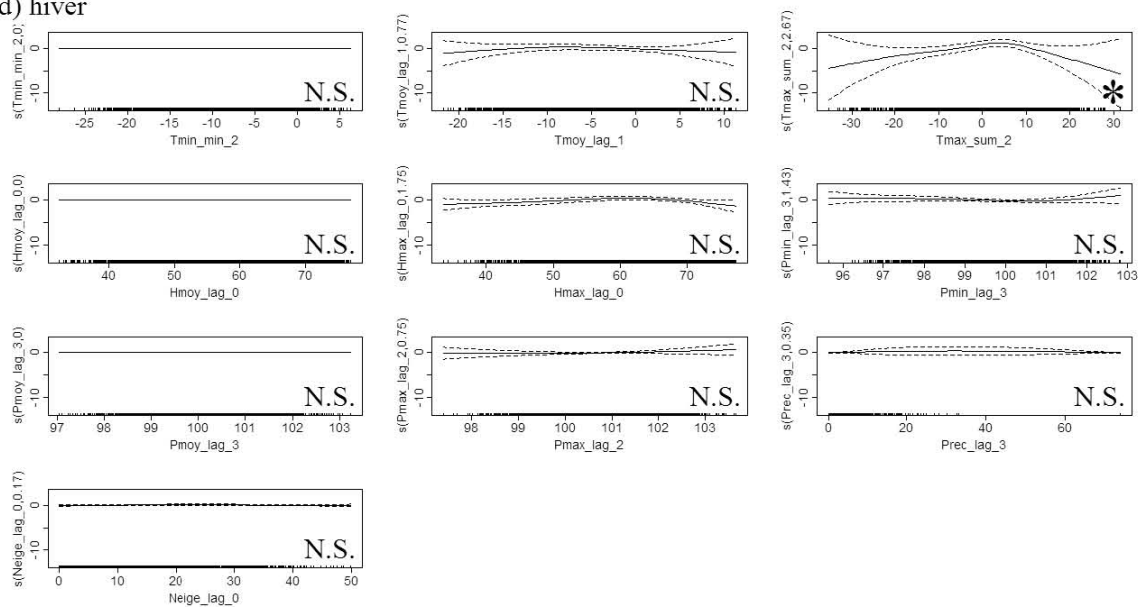 d) hiver
s(Tmin_min_2,0)
0
-10
N.S.
-25 -20 -15 -10 -5 0 5
Tmin_min_2
s(Tmoy_lag_1,0.77)
0
-10
N.S.
-20 -15 -10 -5 0 5 10
Tmoy_lag_1
s(Tmax_sum_2,2.67)
0
-10
*
-30 -20 -10 0 10 20 30
Tmax_sum_2
s(Hmoy_lag_0,0)
0
-10
N.S.
40 50 60 70
Hmoy_lag_0
s(Hmax_lag_0,1.75)
0
-10
N.S.
40 50 60 70
Hmax_lag_0
s(Pmin_lag_3,1.43)
0
-10
N.S.
96 97 98 99 100 101 102 103
Pmin_lag_3
s(Pmoy_lag_3,0)
0
-10
N.S.
97 98 99 100 101 102 103
Pmoy_lag_3
s(Pmax_lag_2,0.75)
0
-10
N.S.
98 99 100 101 102 103
Pmax_lag_2
s(Prec_lag_3,0.35)
0
-10
N.S.
0 20 40 60
Prec_lag_3
s(Neige_lag_0,0.17)
0
-10
N.S.
0 10 20 30 40 50
Neige_lag_0